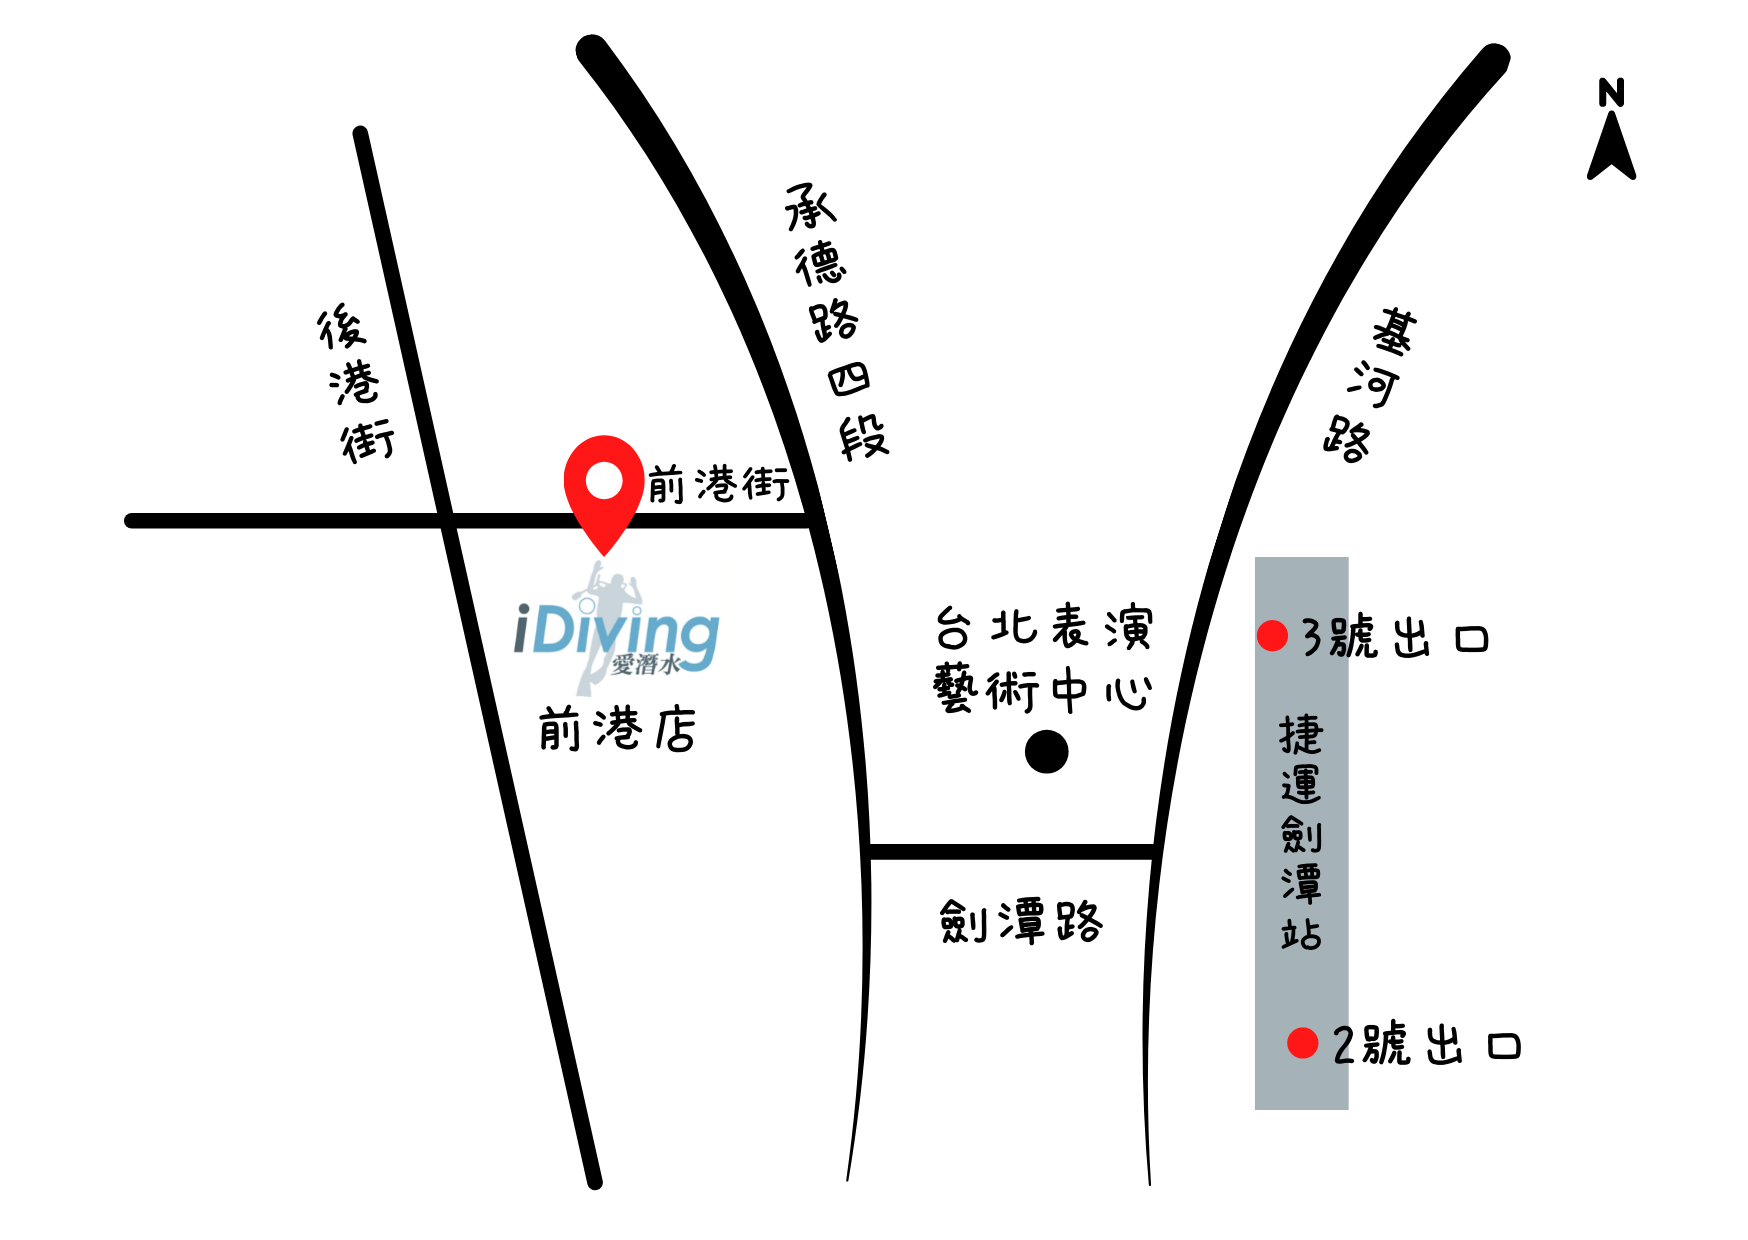 N
承德路四段
後港街
基河路
前港街
iDiving
愛潛水
前港店
台北表演
藝術中心
3號出口
捷運劍潭站
劍潭路
2號出口